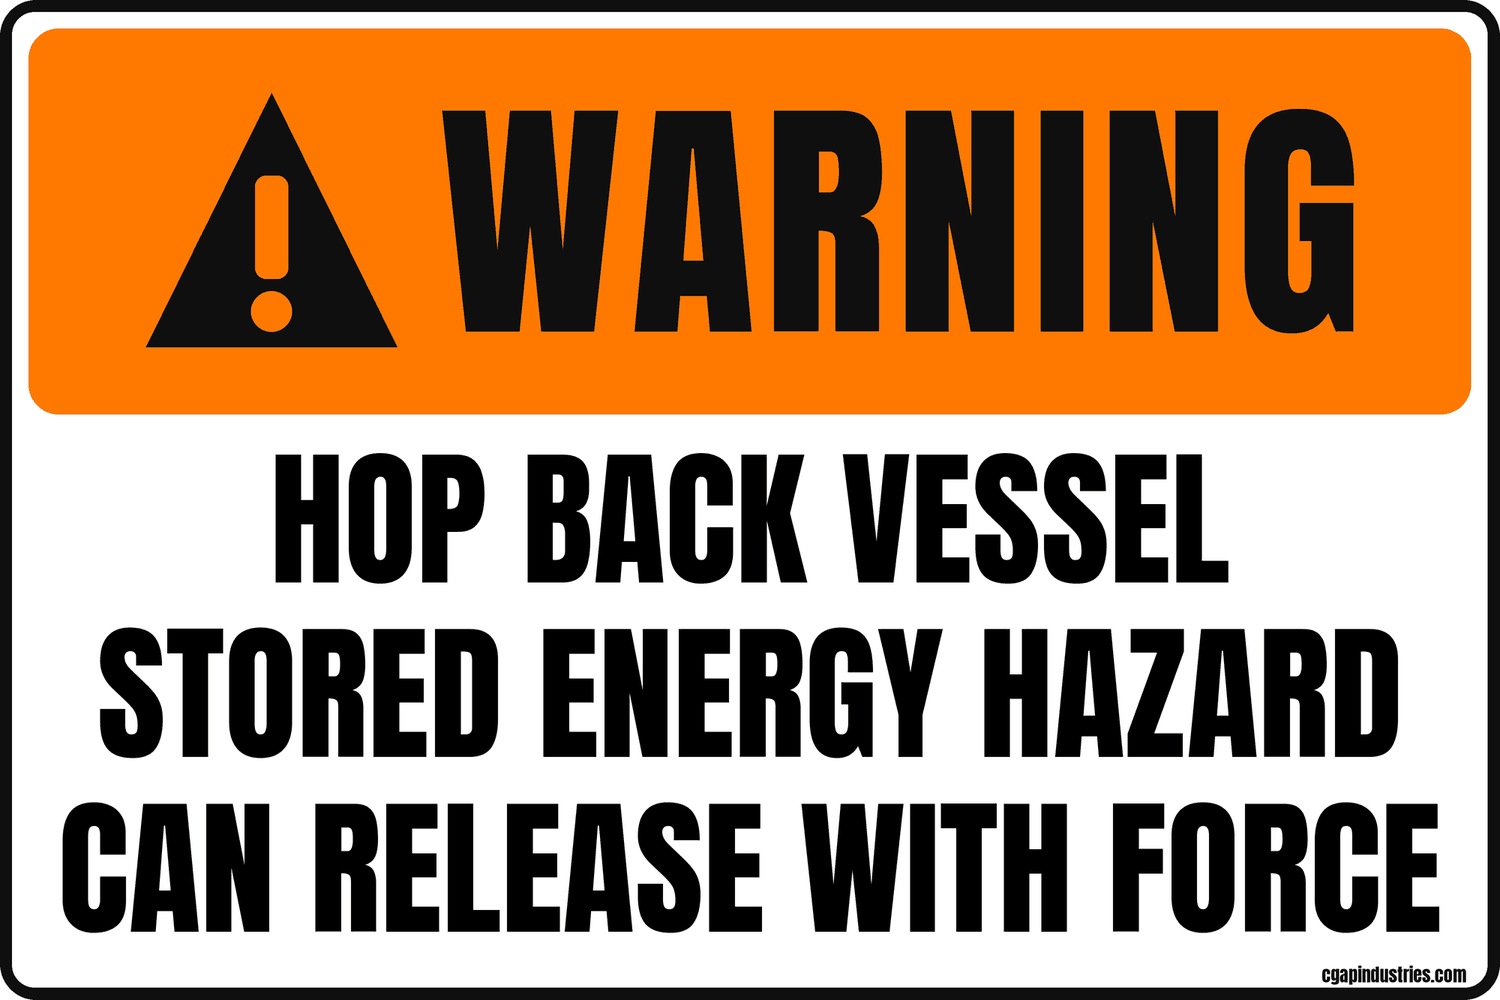 WARNING
HOP BACK VESSEL
STORED ENERGY HAZARD
CAN RELEASE WITH FORCE
cgapindustries.com